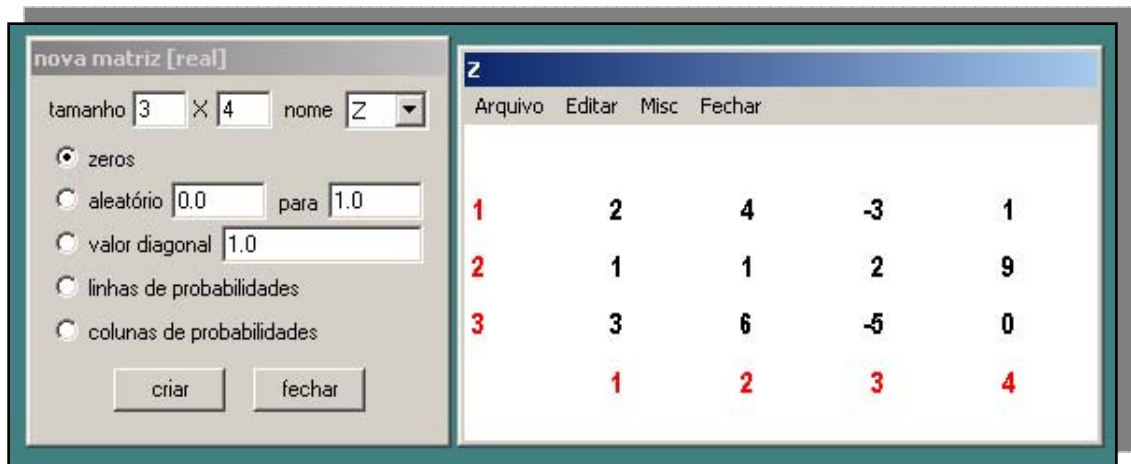 nova matriz [real]
tamanho 3 X 4 nome Z
zeros
aleatório 0.0 para 1.0
valor diagonal 1.0
linhas de probabilidades
colunas de probabilidades
criar fechar
Z
Arquivo Editar Misc Fechar
1 2 4 -3 1
2 1 1 2 9
3 3 6 -5 0
1 2 3 4